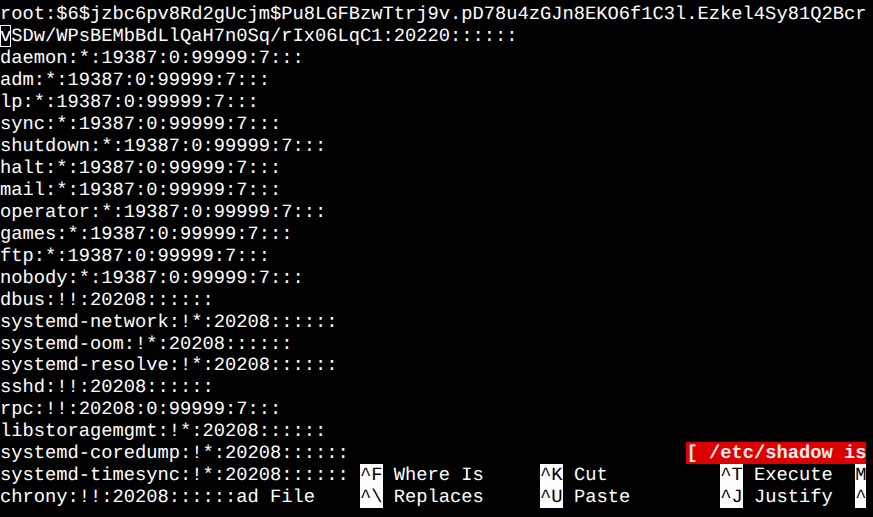 root:$6$jzbc6pv8Rd2gUcjm$Pu8LGFBzwTtrj9v.pD78u4zGJn8EKO6f1C3l.Ezkel4Sy81Q2Bcr
vSDw/WPsBEMbBdLlQaH7n0Sq/rIx06LqC1:20220::::::
daemon:*:19387:0:99999:7:::
adm:*:19387:0:99999:7:::
lp:*:19387:0:99999:7:::
sync:*:19387:0:99999:7:::
shutdown:*:19387:0:99999:7:::
halt:*:19387:0:99999:7:::
mail:*:19387:0:99999:7:::
operator:*:19387:0:99999:7:::
games:*:19387:0:99999:7:::
ftp:*:19387:0:99999:7:::
nobody:*:19387:0:99999:7:::
dbus:!!:20208::::::
systemd-network:!*:20208::::::
systemd-oom:!*:20208::::::
systemd-resolve:!*:20208::::::
sshd:!!:20208::::::
rpc:!!:20208:0:99999:7:::
libstoragemgmt:!*:20208::::::
systemd-coredump:!*:20208:::::: [ /etc/shadow is
systemd-timesync:!*:20208:::::: ^F Where Is ^K Cut ^T Execute M
chrony:!!:20208::::::ad File ^\ Replaces ^U Paste ^J Justify ^